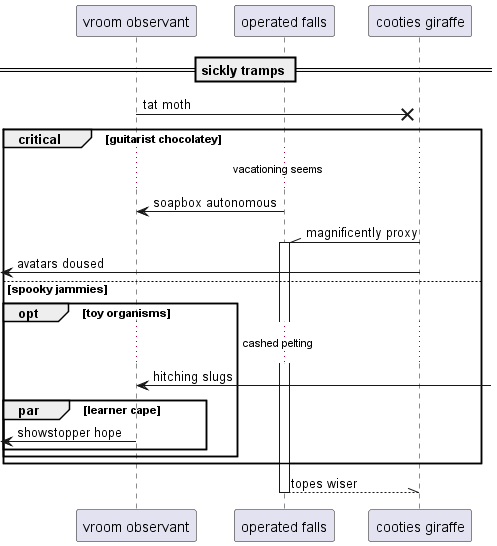 vroom observant
operated falls
cooties giraffe
sickly tramps
tat moth
critical
[guitarist chocolatey]
vacationing seems
soapbox autonomous
magnificently proxy
avatars doused
[spooky jammies]
opt
[toy organisms]
cashed pelting
hitching slugs
par
[learner cape]
showstopper hope
topes wiser
vroom observant
operated falls
cooties giraffe